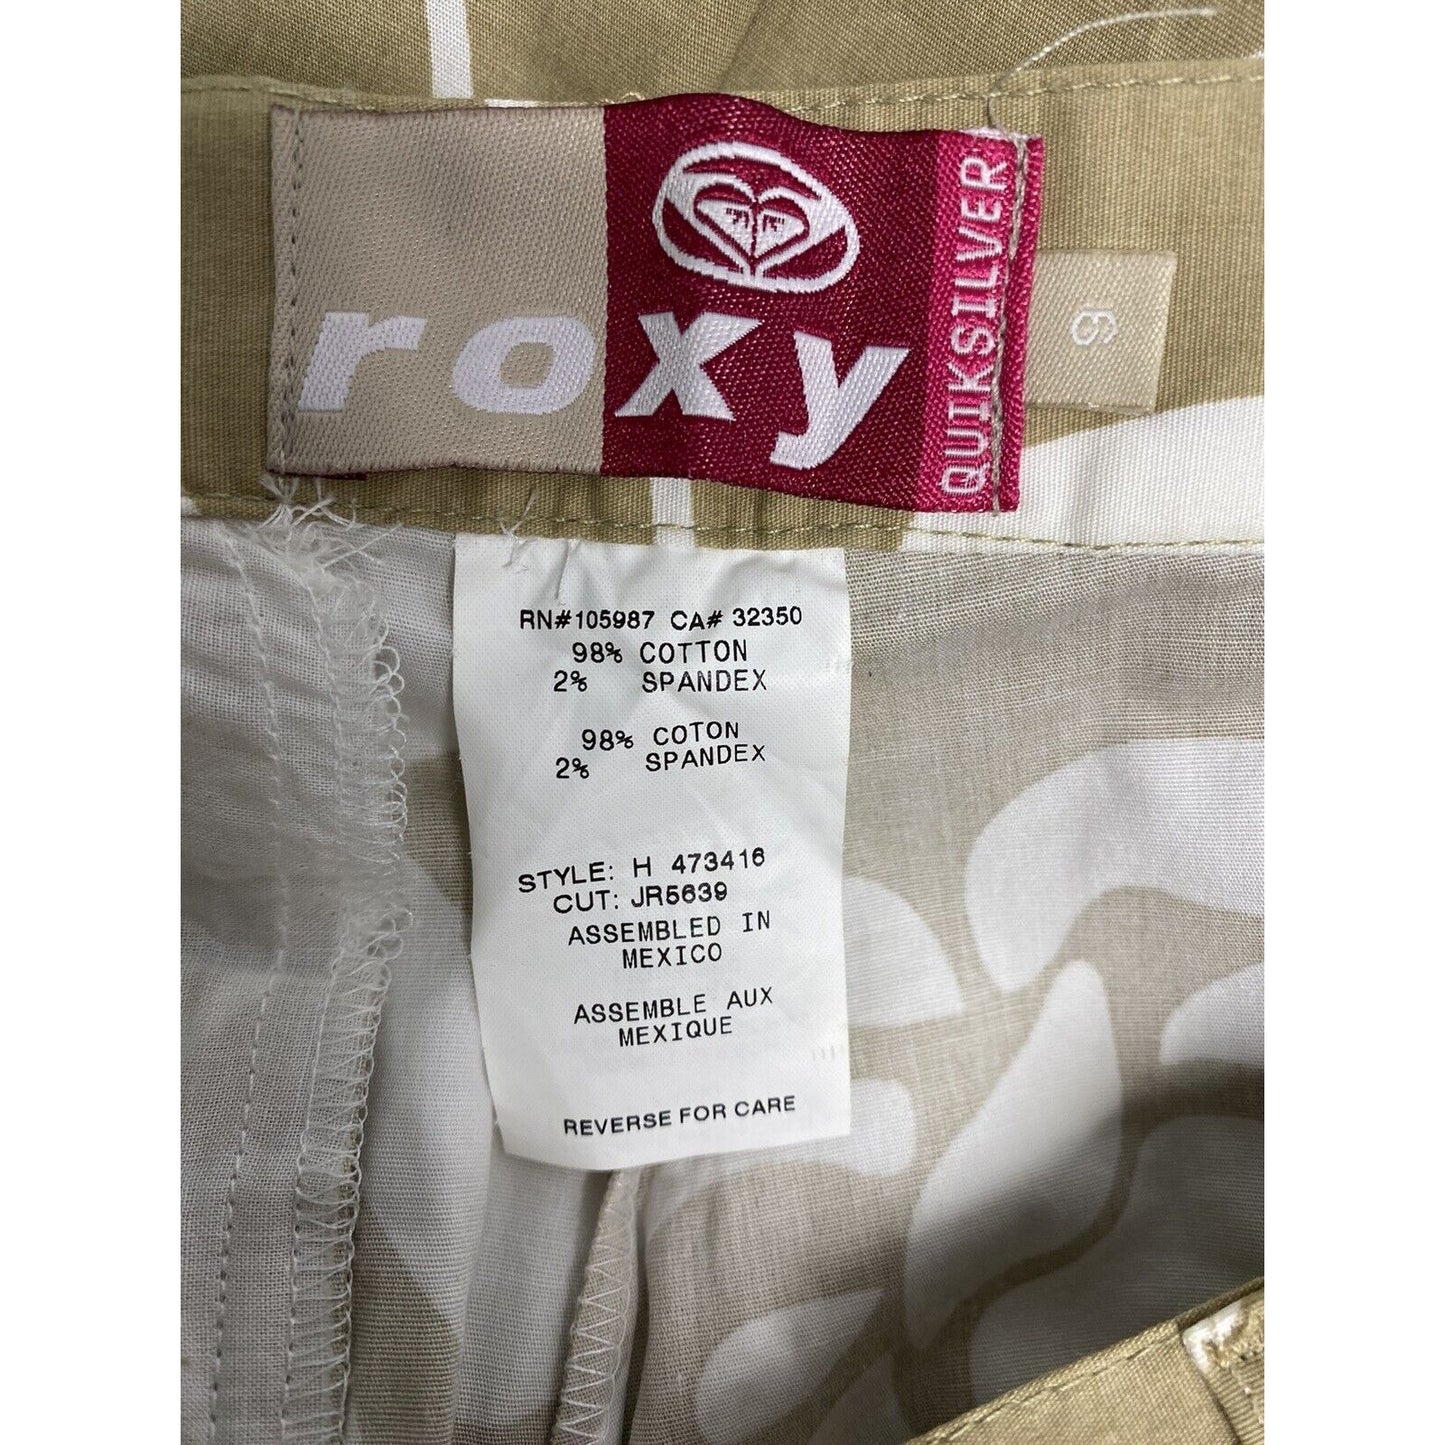 roxy
QUIKSILVER
9
RN#105987 CA# 32350
98% COTTON
2% SPANDEX
98% COTON
2% SPANDEX
STYLE: H 473416
CUT: JR5639
ASSEMBLED IN
MEXICO
ASSEMBLE AUX
MEXIQUE
REVERSE FOR CARE